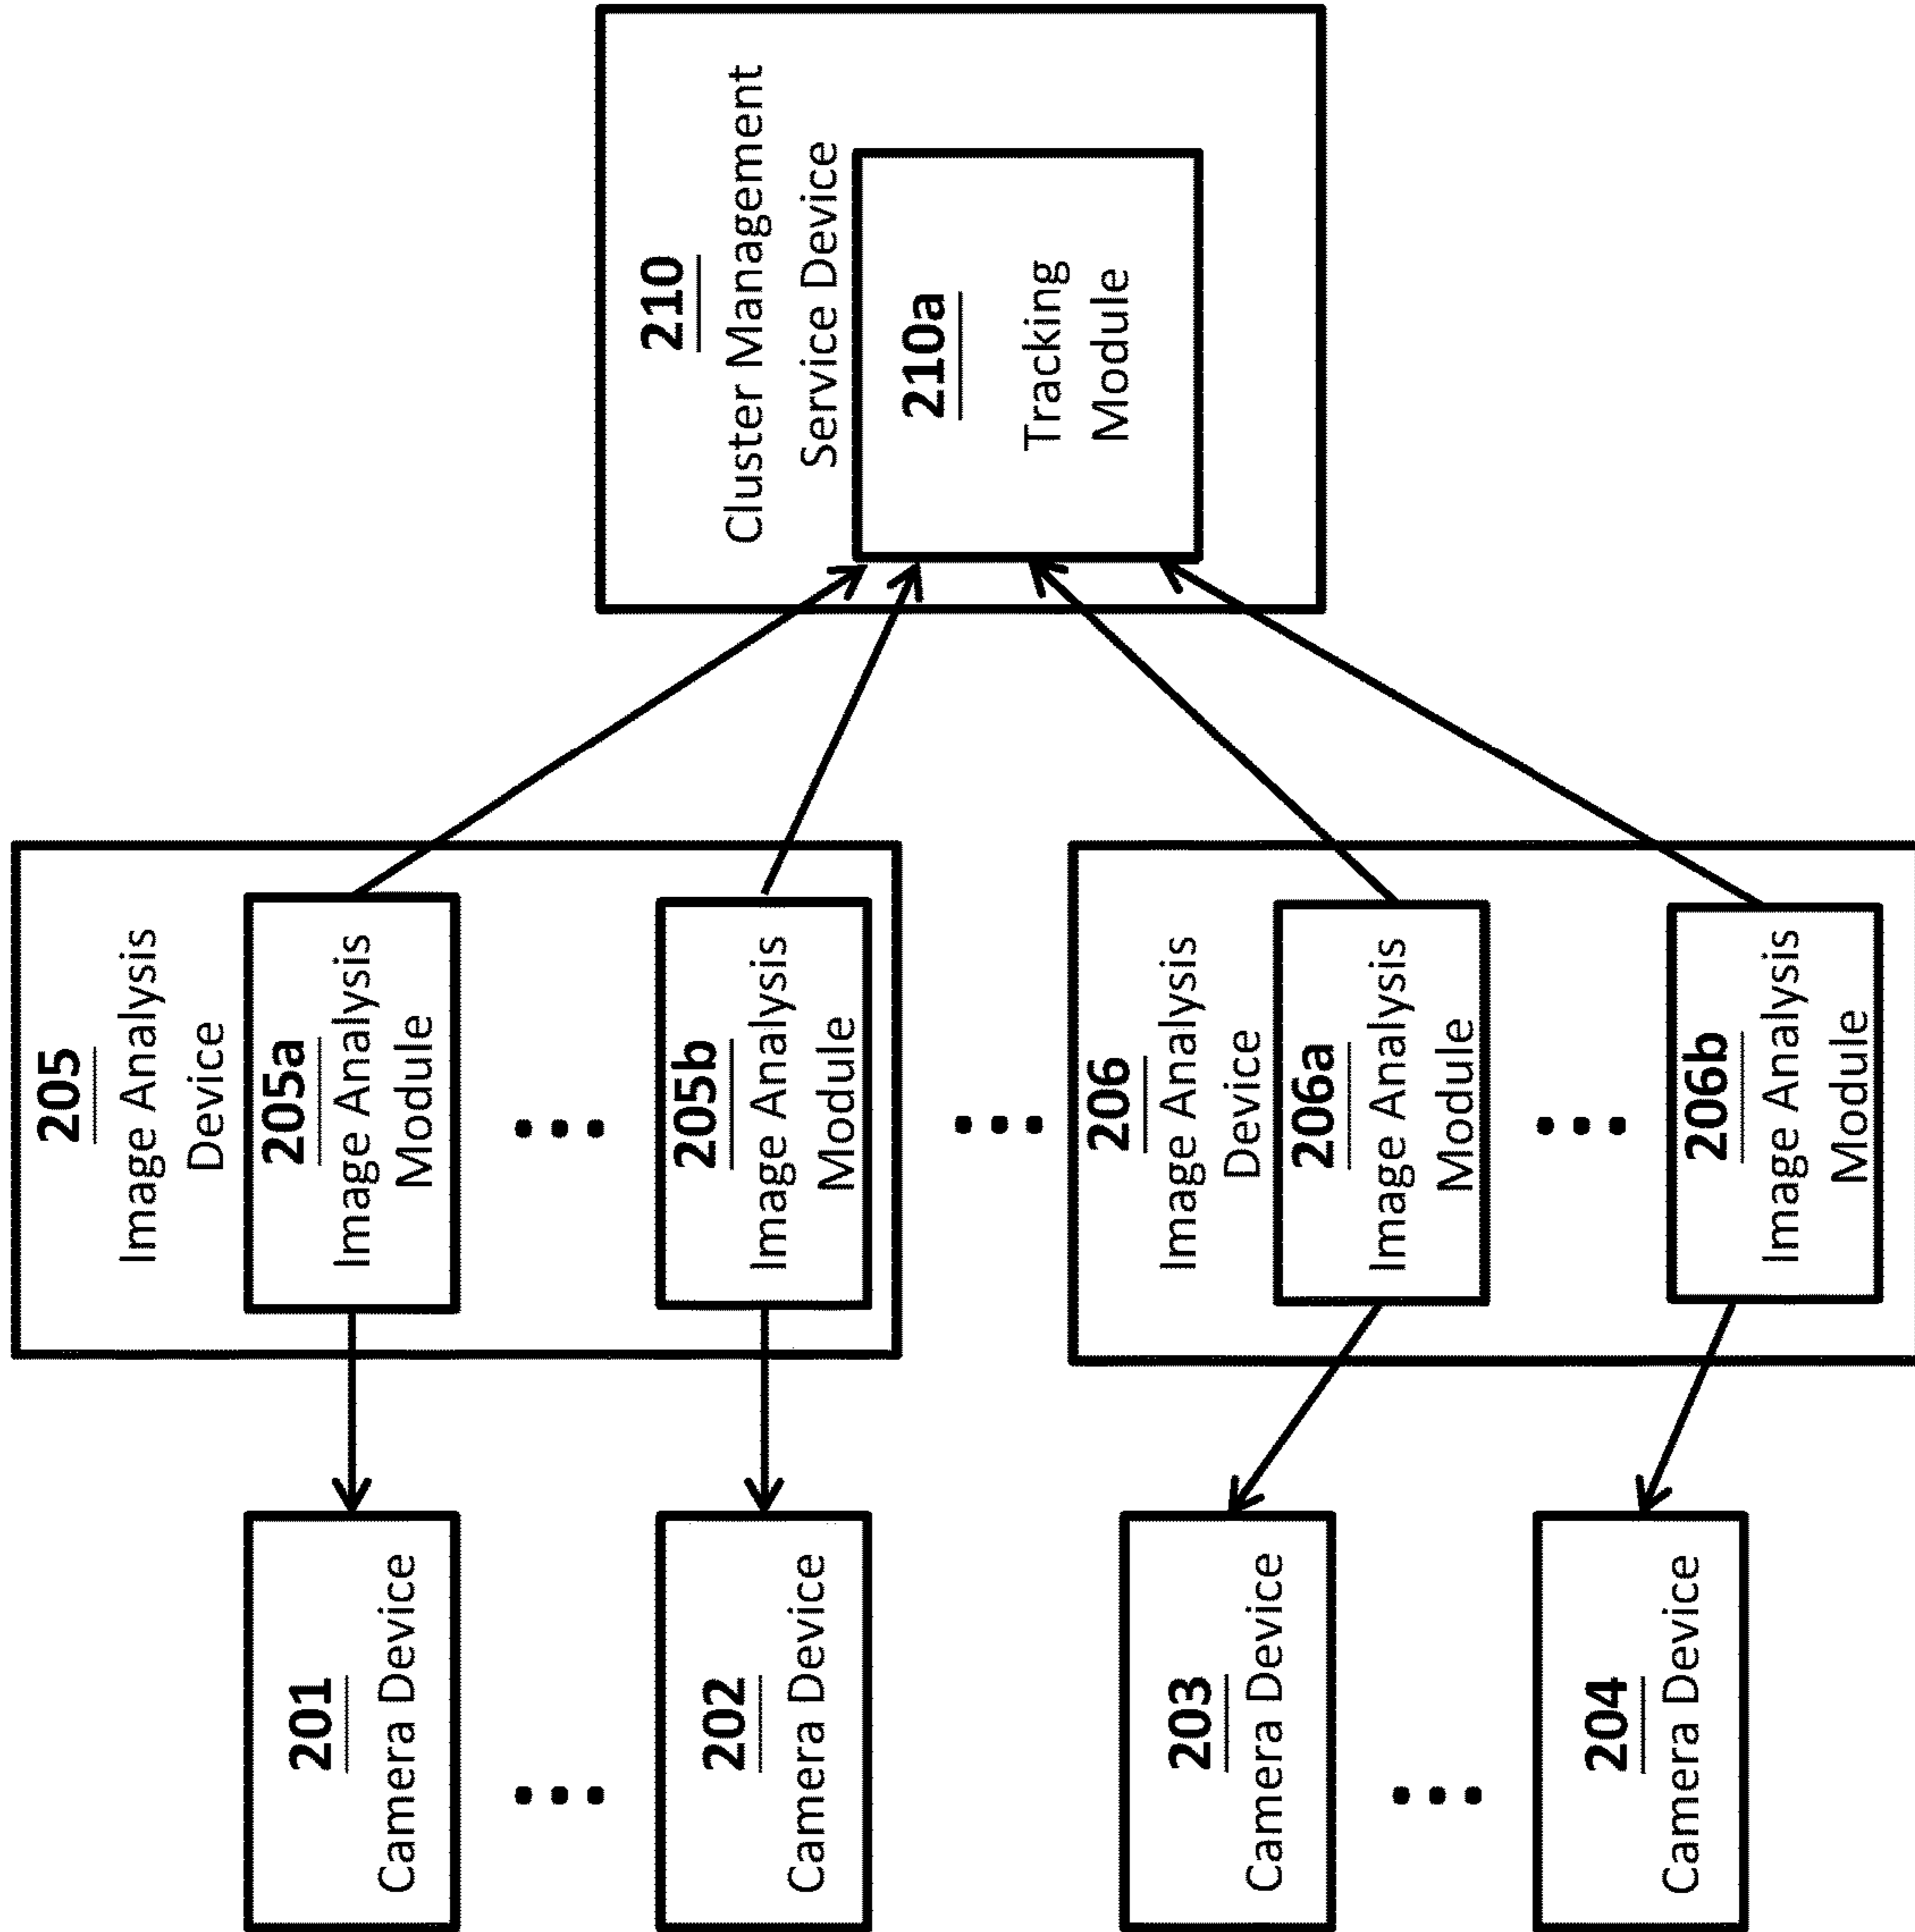 210
Cluster Management
Service Device
210a
Tracking
Module
205
Image Analysis
Device
205a
Image Analysis
Module
205b
Image Analysis
Module
206
Image Analysis
Device
206a
Image Analysis
Module
206b
Image Analysis
Module
201
Camera Device
202
Camera Device
203
Camera Device
204
Camera Device